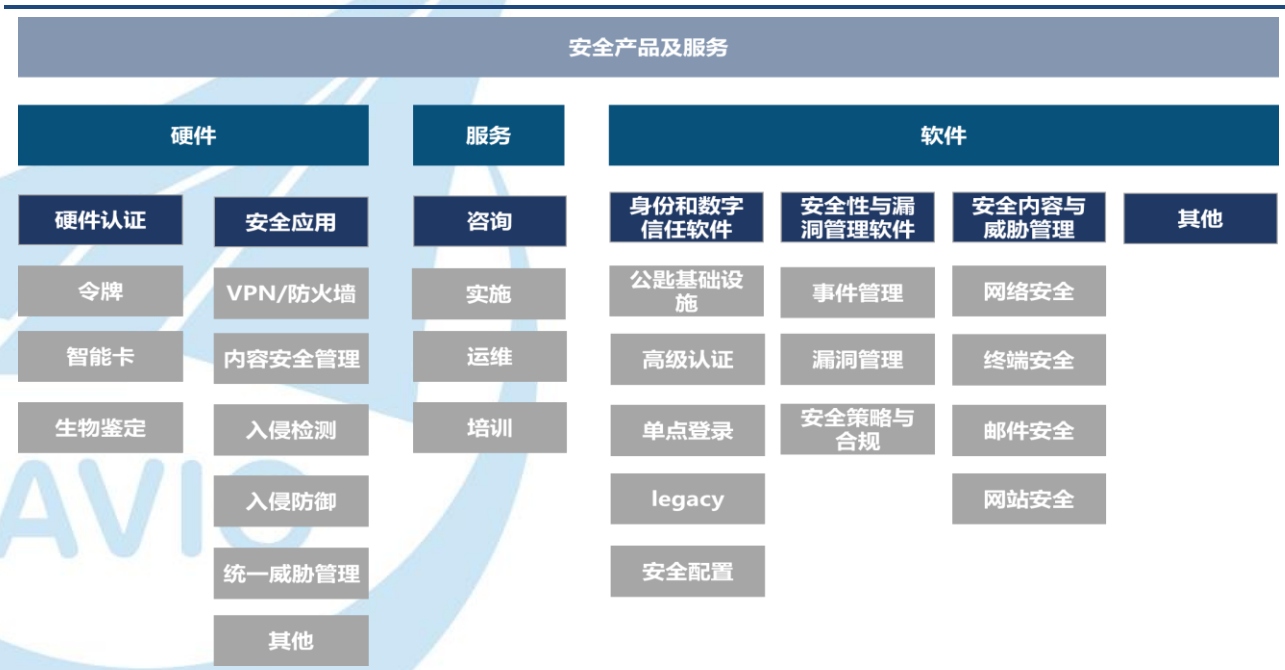 安全产品及服务
硬件
服务
软件
硬件认证
安全应用
咨询
身份和数字
信任软件
安全性与漏
洞管理软件
安全内容与
威胁管理
其他
令牌
VPN/防火墙
实施
公匙基础设
施
事件管理
网络安全
智能卡
内容安全管理
运维
高级认证
漏洞管理
终端安全
生物鉴定
入侵检测
培训
单点登录
安全策略与
合规
邮件安全
入侵防御
legacy
网站安全
统一威胁管理
安全配置
其他
AVIC